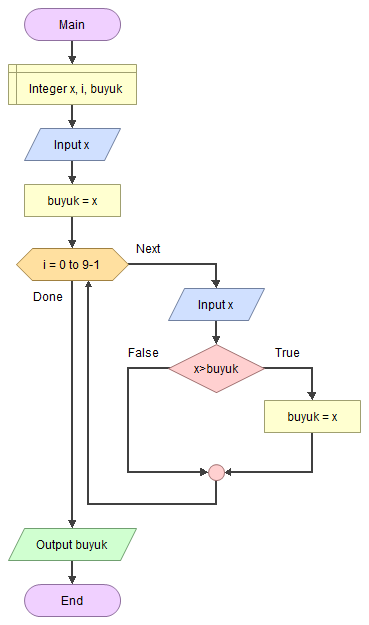 Main
Integer x, i, buyuk
Input x
buyuk = x
i = 0 to 9-1
Next
Done
Input x
False
True
x>buyuk
buyuk = x
Output buyuk
End